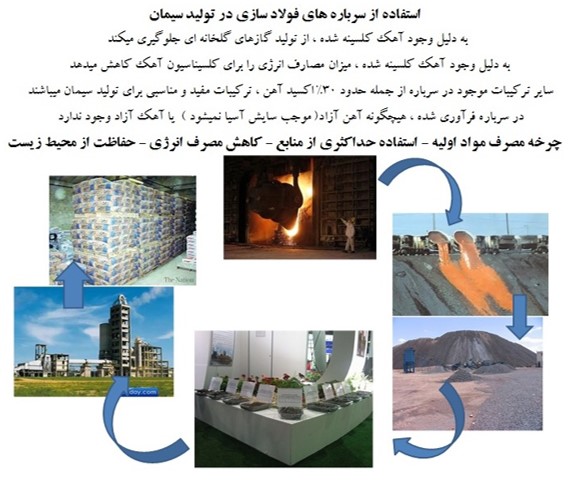 استفاده از سرباره های فولاد سازی در تولید سیمان
به دلیل وجود آهک کلسینه شده ، از تولید گازهای گلخانه ای جلوگیری میکند
به دلیل وجود آهک کلسینه شده ، میزان مصارف انرژی را برای کلسیناسیون آهک کاهش میدهد
سایر ترکیبات موجود در سرباره از جمله حدود ۳۰٪اکسید آهن ، ترکیبات مفید و مناسبی برای تولید سیمان میباشند
در سرباره فرآوری شده ، هیچگونه آهن آزاد( موجب سایش آسیا نمیشود ) یا آهک آزاد وجود ندارد
چرخه مصرف مواد اولیه - استفاده حداکثری از منابع - کاهش مصرف انرژی - حفاظت از محیط زیست
The Nation
doy.com